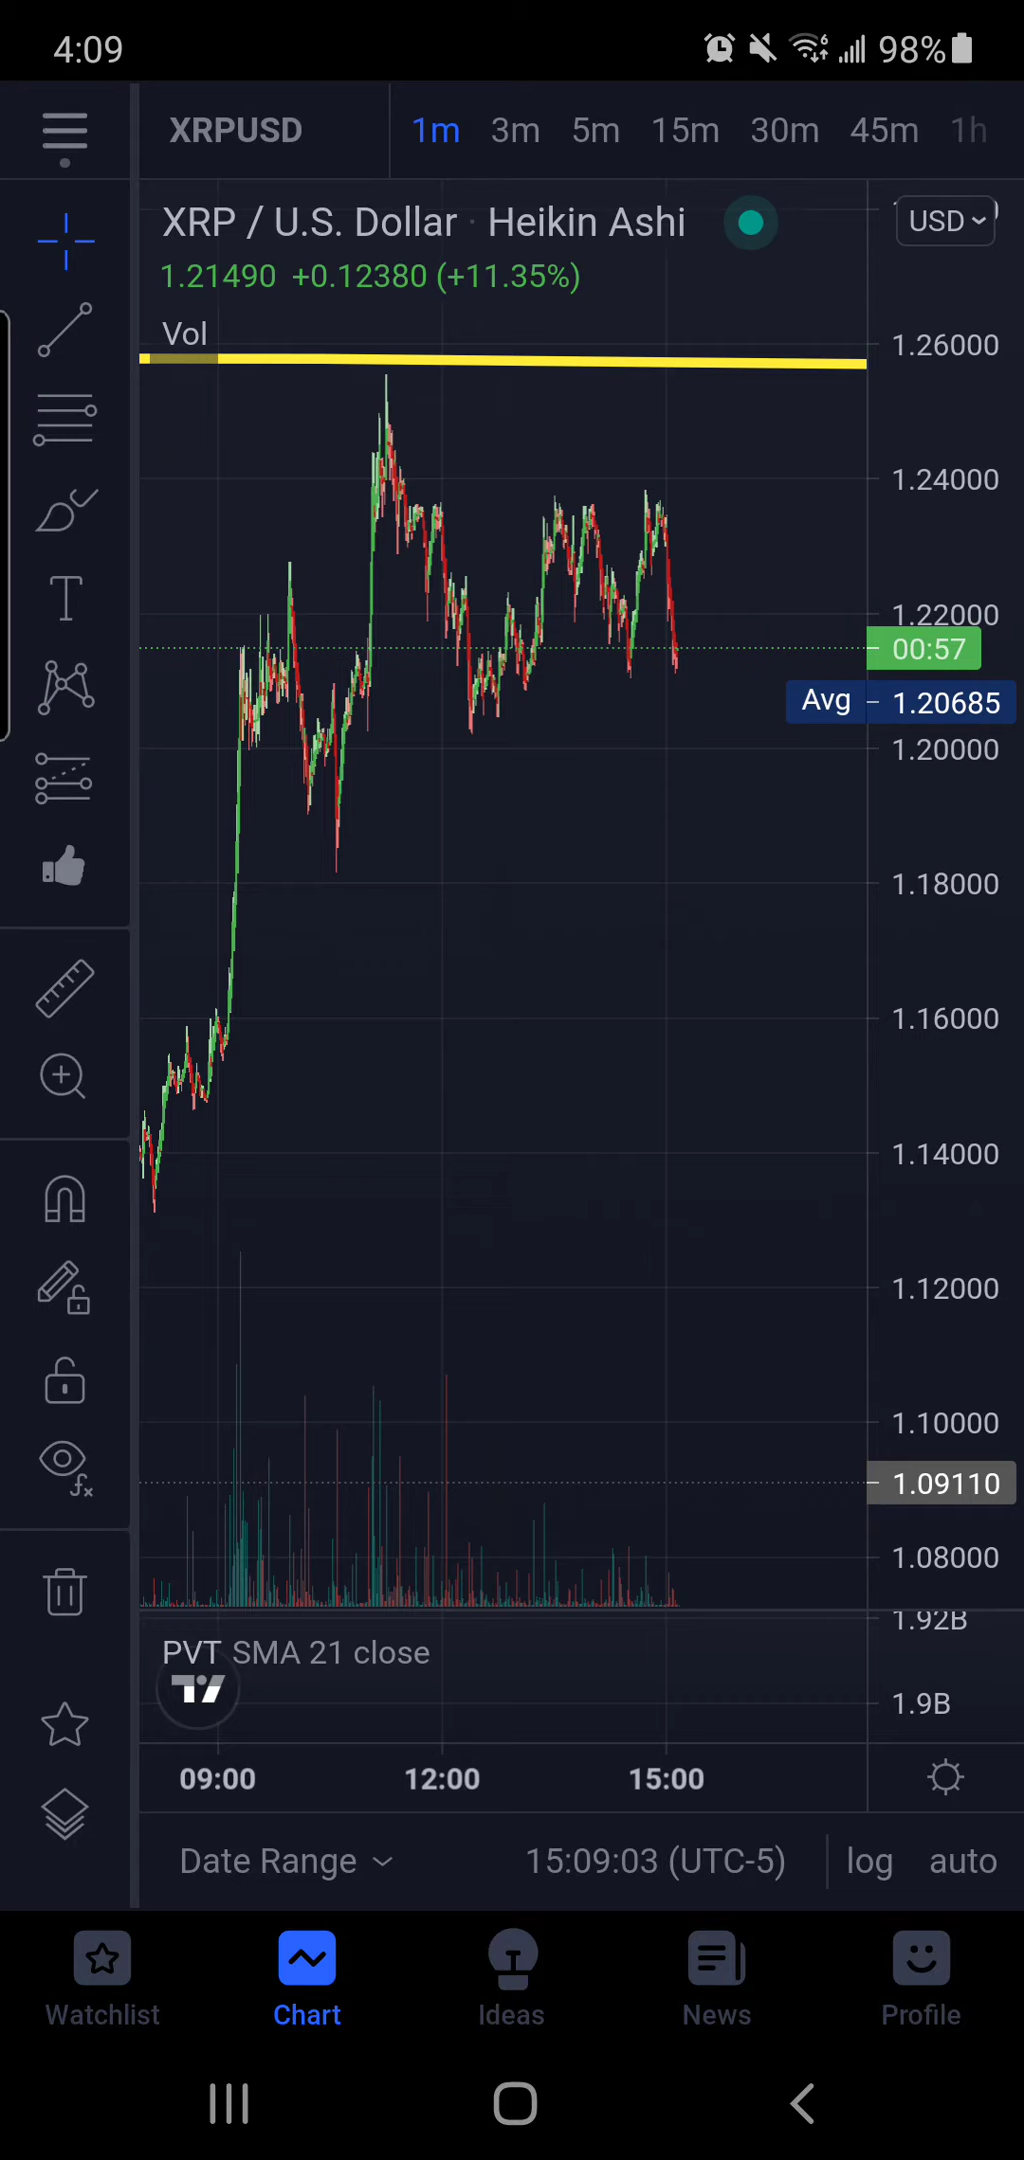 4:09 6 98%
XRPUSD 1m 3m 5m 15m 30m 45m 1h
XRP / U.S. Dollar · Heikin Ashi USD
1.21490 +0.12380 (+11.35%)
Vol
1.26000
1.24000
1.22000
00:57
Avg 1.20685
1.20000
1.18000
1.16000
1.14000
1.12000
1.10000
1.09110
1.08000
1.92B
PVT SMA 21 close
1.9B
09:00 12:00 15:00
Date Range 15:09:03 (UTC-5) log auto
Watchlist Chart Ideas News Profile